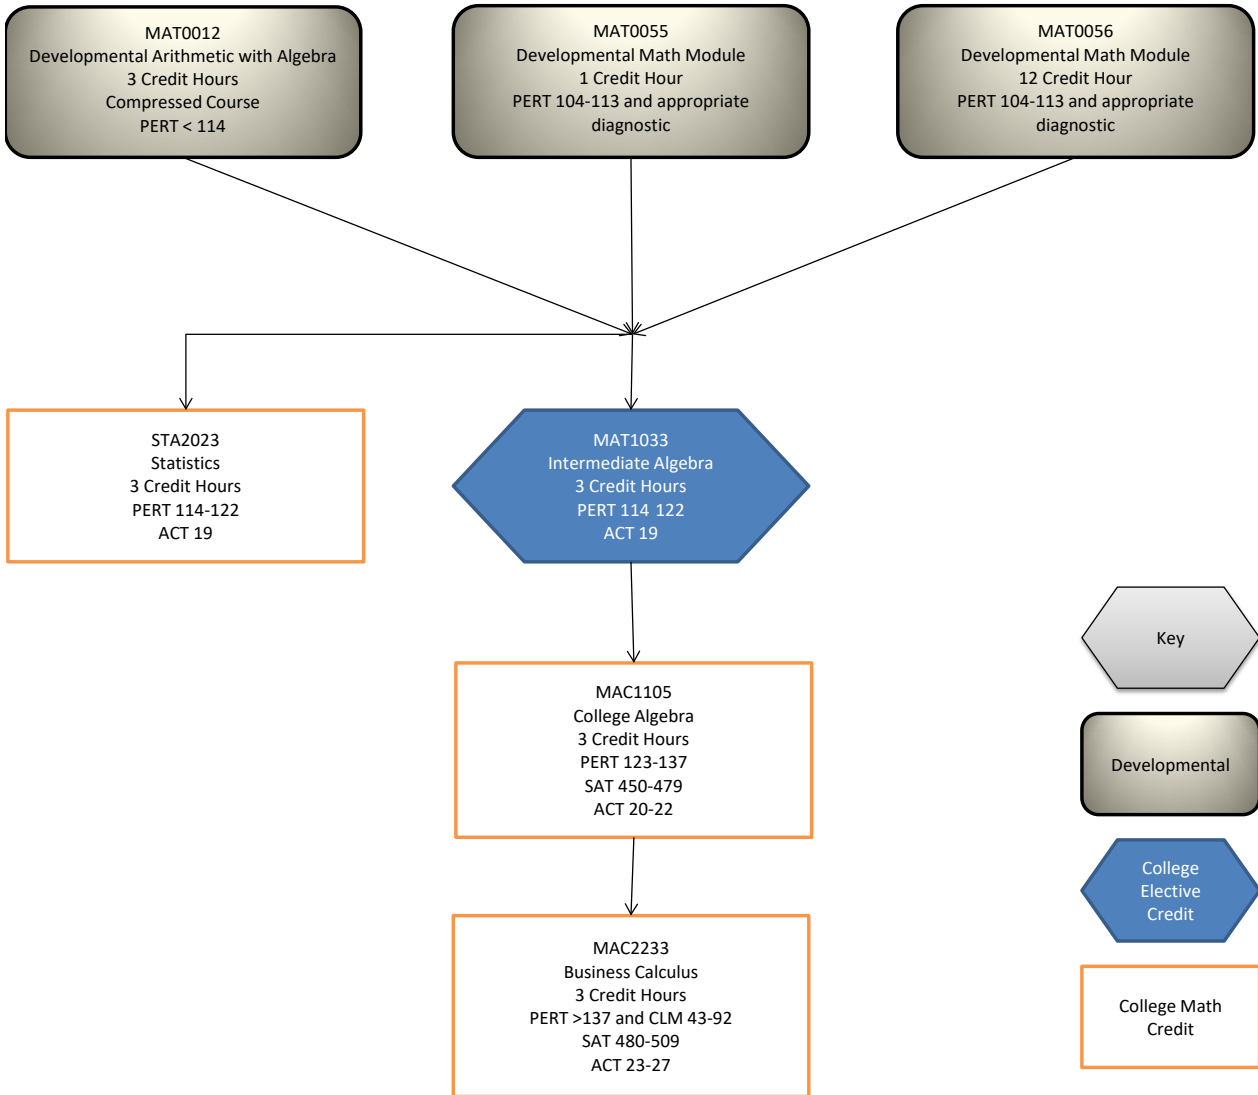 MAT0012
Developmental Arithmetic with Algebra
3 Credit Hours
Compressed Course
PERT < 114
MAT0055
Developmental Math Module
1 Credit Hour
PERT 104-113 and appropriate
diagnostic
MAT0056
Developmental Math Module
12 Credit Hour
PERT 104-113 and appropriate
diagnostic
STA2023
Statistics
3 Credit Hours
PERT 114-122
ACT 19
MAT1033
Intermediate Algebra
3 Credit Hours
PERT 114 122
ACT 19
MAC1105
College Algebra
3 Credit Hours
PERT 123-137
SAT 450-479
ACT 20-22
MAC2233
Business Calculus
3 Credit Hours
PERT >137 and CLM 43-92
SAT 480-509
ACT 23-27
Key
Developmental
College
Elective
Credit
College Math
Credit